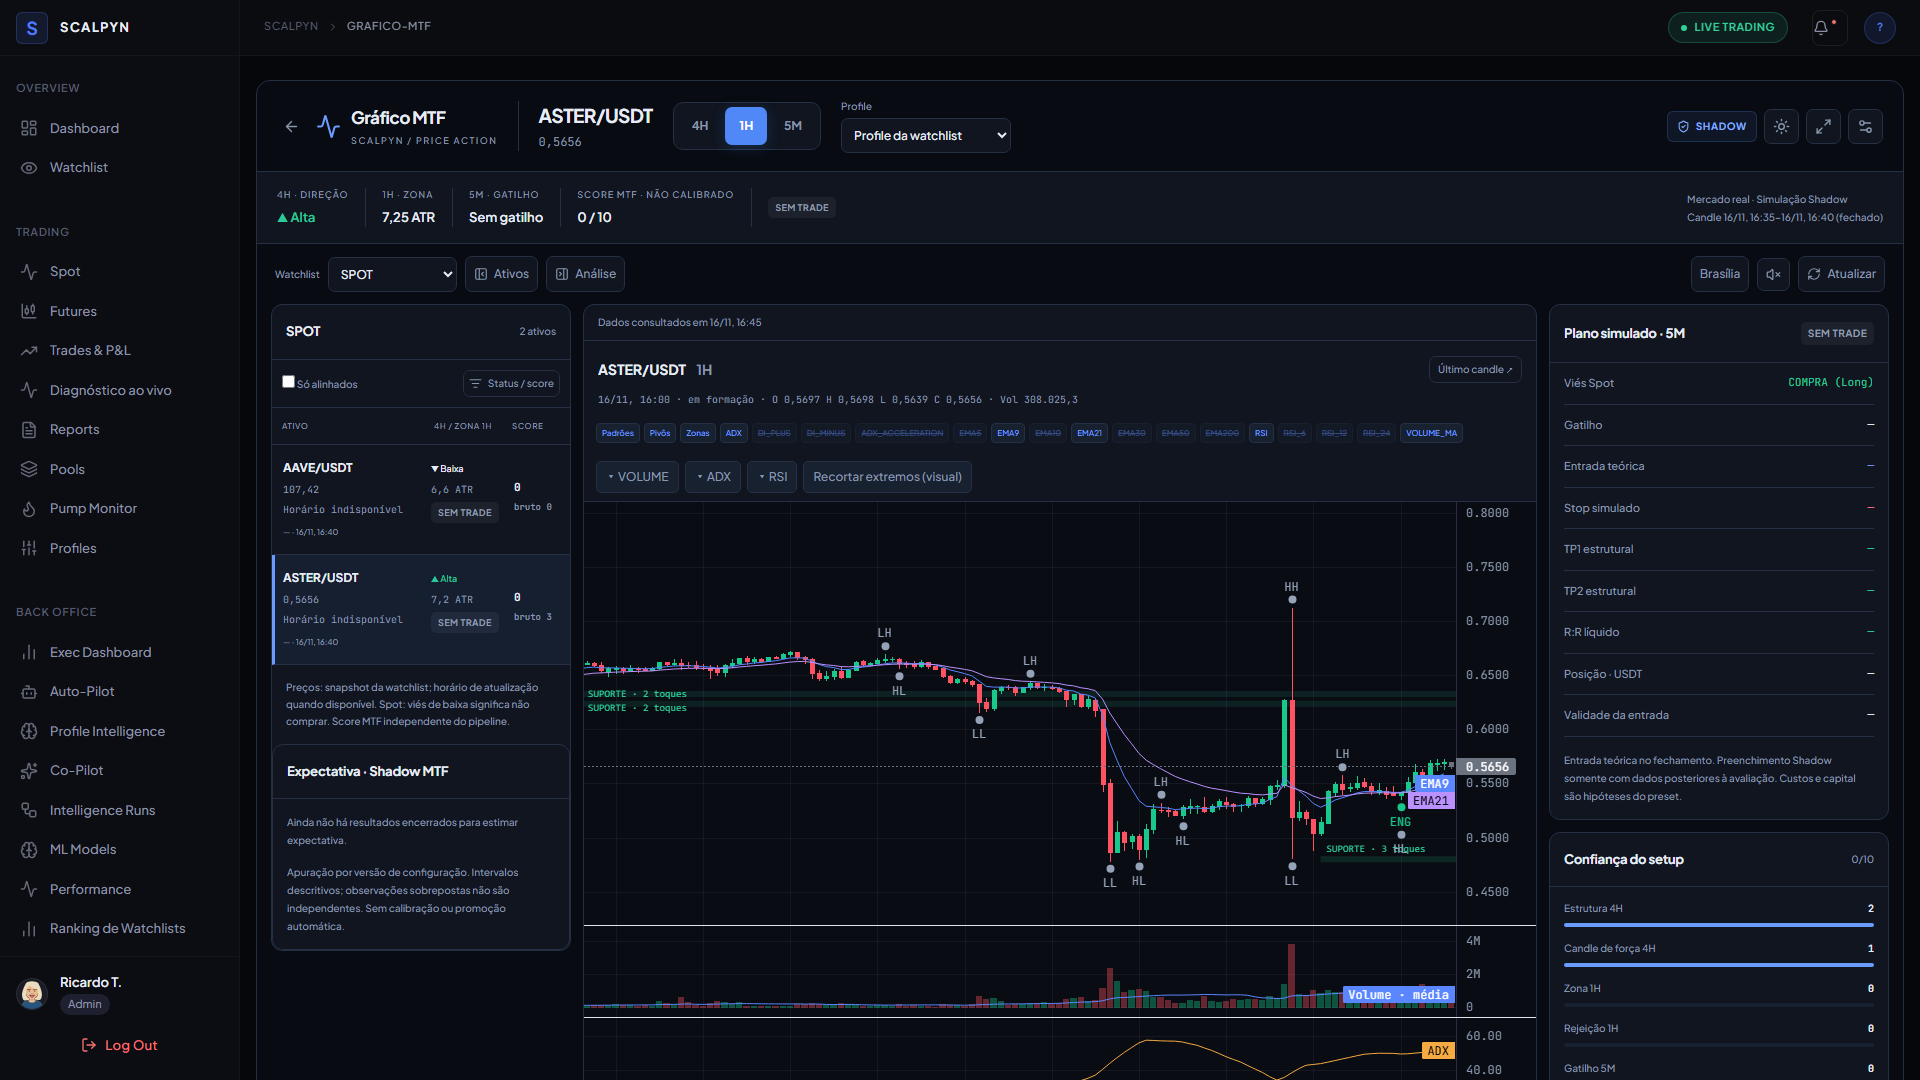 S SCALPYN
SCALPYN > GRAFICO-MTF
LIVE TRADING
?
OVERVIEW
Dashboard
Watchlist
TRADING
Spot
Futures
Trades & P&L
Diagnóstico ao vivo
Reports
Pools
Pump Monitor
Profiles
BACK OFFICE
Exec Dashboard
Auto-Pilot
Profile Intelligence
Co-Pilot
Intelligence Runs
ML Models
Performance
Ranking de Watchlists
Ricardo T.
Admin
Log Out
Gráfico MTF
SCALPYN / PRICE ACTION
ASTER/USDT
0,5656
4H 1H 5M
Profile
Profile da watchlist
SHADOW
4H · DIREÇÃO
▲Alta
1H · ZONA
7,25 ATR
5M · GATILHO
Sem gatilho
SCORE MTF · NÃO CALIBRADO
0 / 10
SEM TRADE
Mercado real · Simulação Shadow
Candle 16/11, 16:35–16/11, 16:40 (fechado)
Watchlist SPOT Ativos Análise
Brasília Atualizar
SPOT 2 ativos
Só alinhados Status / score
ATIVO 4H / ZONA 1H SCORE
AAVE/USDT ▼Baixa
107,42 6,6 ATR 0
Horário indisponível SEM TRADE bruto 0
— · 16/11, 16:40
ASTER/USDT ▲Alta
0,5656 7,2 ATR 0
Horário indisponível SEM TRADE bruto 3
— · 16/11, 16:40
Preços: snapshot da watchlist; horário de atualização
quando disponível. Spot: viés de baixa significa não
comprar. Score MTF independente do pipeline.
Expectativa · Shadow MTF
Ainda não há resultados encerrados para estimar
expectativa.
Apuração por versão de configuração. Intervalos
descritivos; observações sobrepostas não são
independentes. Sem calibração ou promoção
automática.
Dados consultados em 16/11, 16:45
ASTER/USDT 1H
Último candle ↗
16/11, 16:00 · em formação · O 0,5697 H 0,5698 L 0,5639 C 0,5656 · Vol 308.025,3
Padrões Pivôs Zonas ADX DI_PLUS DI_MINUS ADX_ACCELERATION EMA5 EMA9 EMA10 EMA21 EMA30 EMA50 EMA200 RSI RSI_6 RSI_12 RSI_24 VOLUME_MA
▾ VOLUME ▾ ADX ▾ RSI Recortar extremos (visual)
0.8000
0.7500
0.7000
0.6500
0.6000
0.5656
0.5500
0.5000
0.4500
HH
LH
HL
LH
LL
SUPORTE · 2 toques
SUPORTE · 2 toques
LH
HL
LL
HL
LH
LL
EMA9
EMA21
ENG
SUPORTE · 3 toques
HL
4M
2M
0
Volume · média
60.00
40.00
ADX
Plano simulado · 5M SEM TRADE
Viés Spot COMPRA (Long)
Gatilho —
Entrada teórica —
Stop simulado —
TP1 estrutural —
TP2 estrutural —
R:R líquido —
Posição · USDT —
Validade da entrada —
Entrada teórica no fechamento. Preenchimento Shadow
somente com dados posteriores à avaliação. Custos e capital
são hipóteses do preset.
Confiança do setup 0/10
Estrutura 4H 2
Candle de força 4H 1
Zona 1H 0
Rejeição 1H 0
Gatilho 5M 0